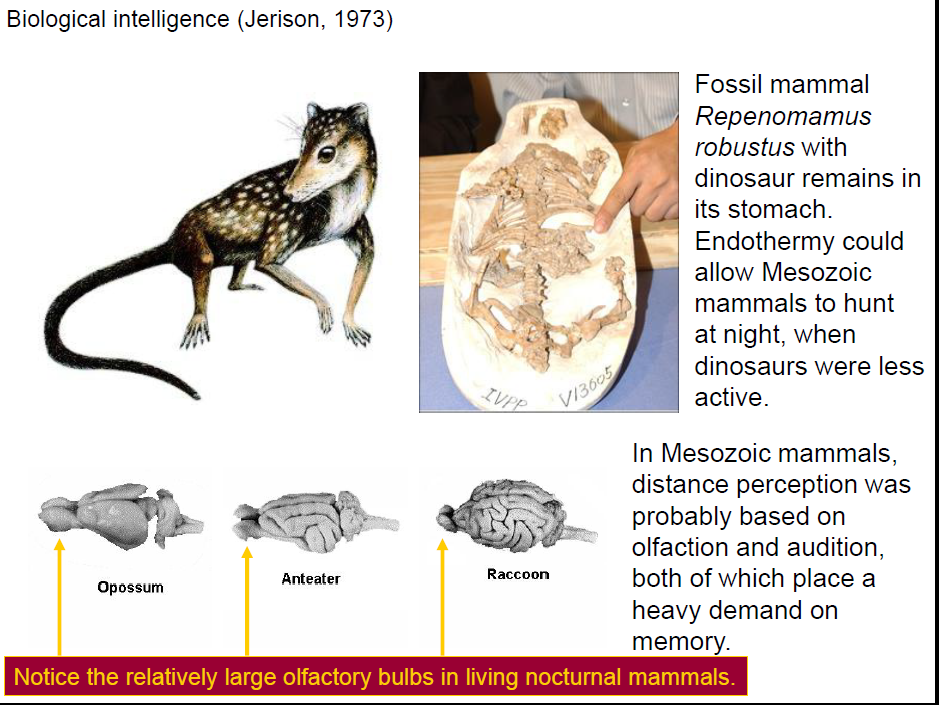 Biological intelligence (Jerison, 1973)
Fossil mammal
Repenomamus
robustus with
dinosaur remains in
its stomach.
Endothermy could
allow Mesozoic
mammals to hunt
at night, when
dinosaurs were less
active.
IVPP V13605
In Mesozoic mammals,
distance perception was
probably based on
olfaction and audition,
both of which place a
heavy demand on
memory.
Opossum
Anteater
Raccoon
Notice the relatively large olfactory bulbs in living nocturnal mammals.